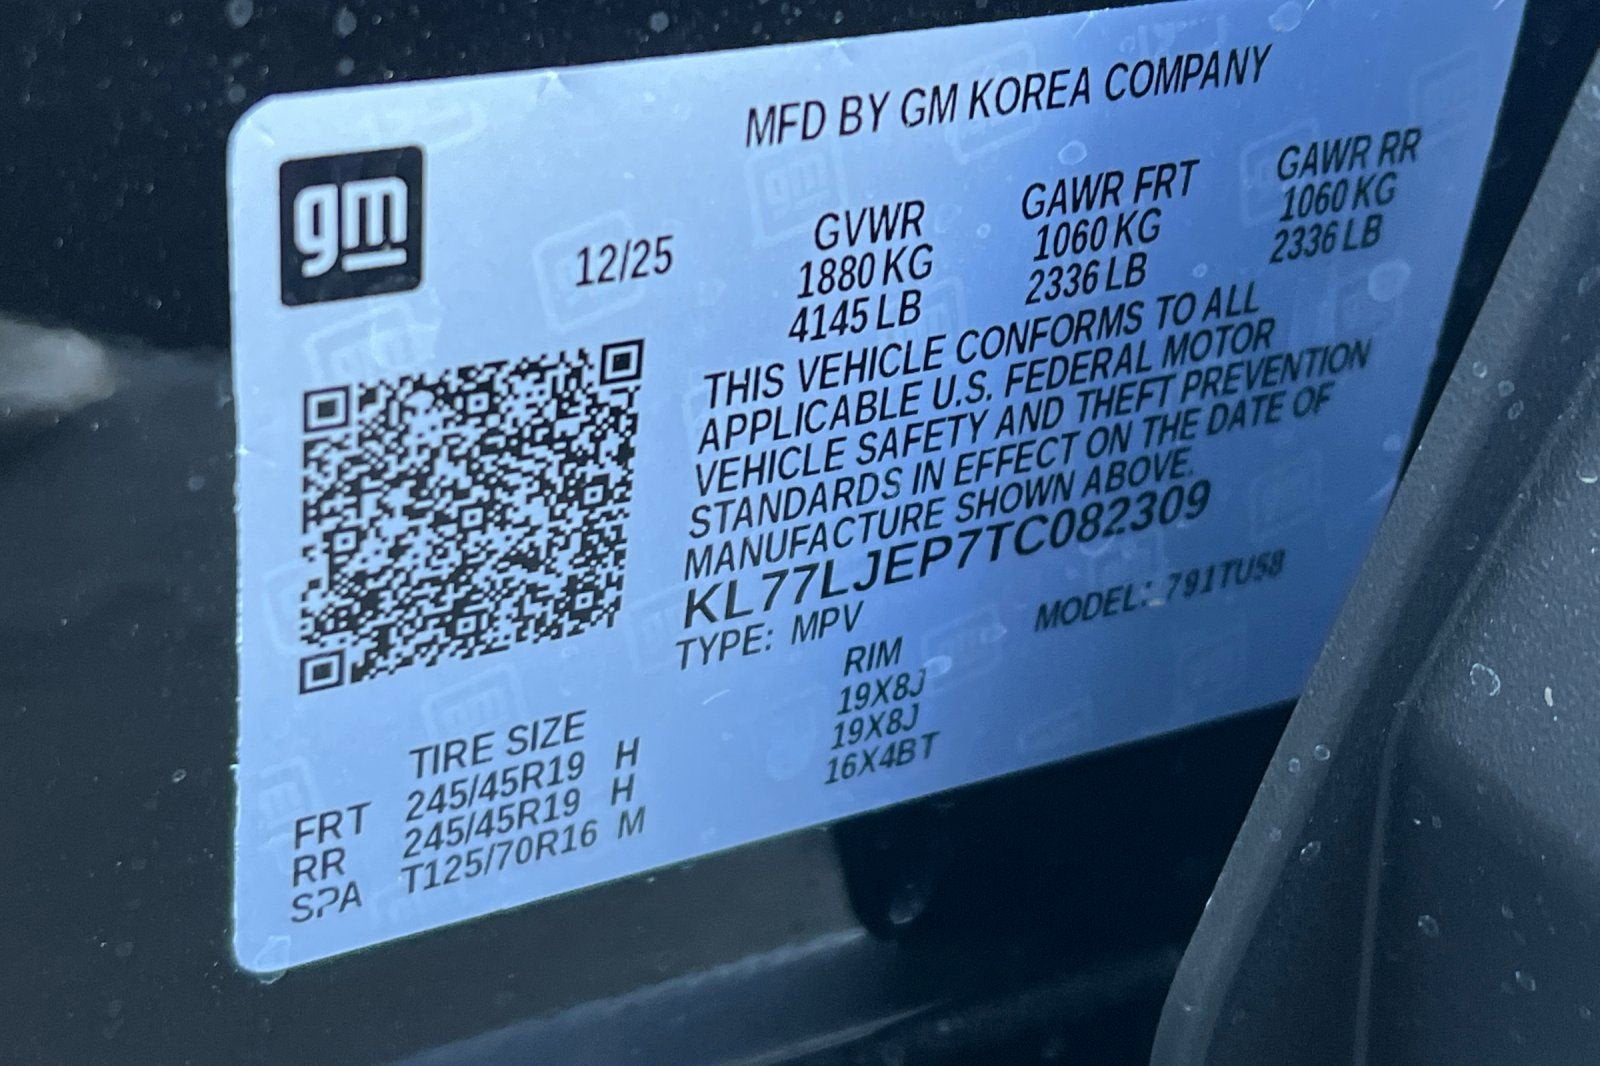 gm
MFD BY GM KOREA COMPANY
12/25
GVWR GAWR FRT GAWR RR
1880 KG 1060 KG 1060 KG
4145 LB 2336 LB 2336 LB
THIS VEHICLE CONFORMS TO ALL
APPLICABLE U.S. FEDERAL MOTOR
VEHICLE SAFETY AND THEFT PREVENTION
STANDARDS IN EFFECT ON THE DATE OF
MANUFACTURE SHOWN ABOVE.
KL77LJEP7TC082309
TYPE: MPV MODEL: 791TU58
TIRE SIZE RIM
FRT 245/45R19 H 19X8J
RR 245/45R19 H 19X8J
SPA T125/70R16 M 16X4BT